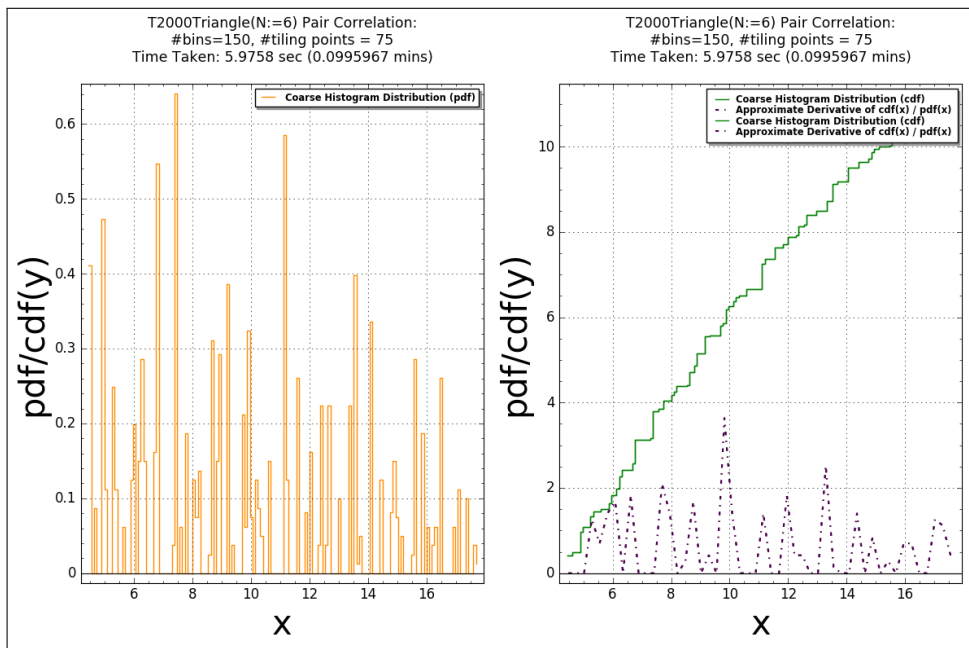 T2000Triangle(N:=6) Pair Correlation:
#bins=150, #tiling points = 75
Time Taken: 5.9758 sec (0.0995967 mins)
Coarse Histogram Distribution (pdf)
0.6
0.5
0.4
0.3
0.2
0.1
0
pdf/cdf(y)
6
8
10
12
14
16
x
T2000Triangle(N:=6) Pair Correlation:
#bins=150, #tiling points = 75
Time Taken: 5.9758 sec (0.0995967 mins)
Coarse Histogram Distribution (cdf)
Approximate Derivative of cdf(x) / pdf(x)
Coarse Histogram Distribution (cdf)
Approximate Derivative of cdf(x) / pdf(x)
10
8
6
4
2
0
pdf/cdf(y)
6
8
10
12
14
16
x